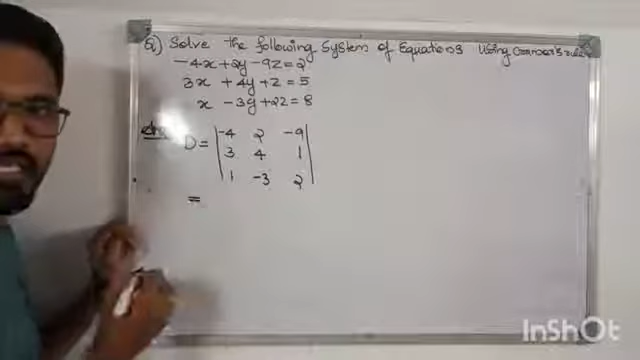 Q) Solve the following System of Equations using cramer's rule
-4x+2y-9z=2
3x+4y+z=5
x-3y+2z=8
Ans D= |-4 2 -9|
|3 4 1|
|1 -3 2|
=
InShOt